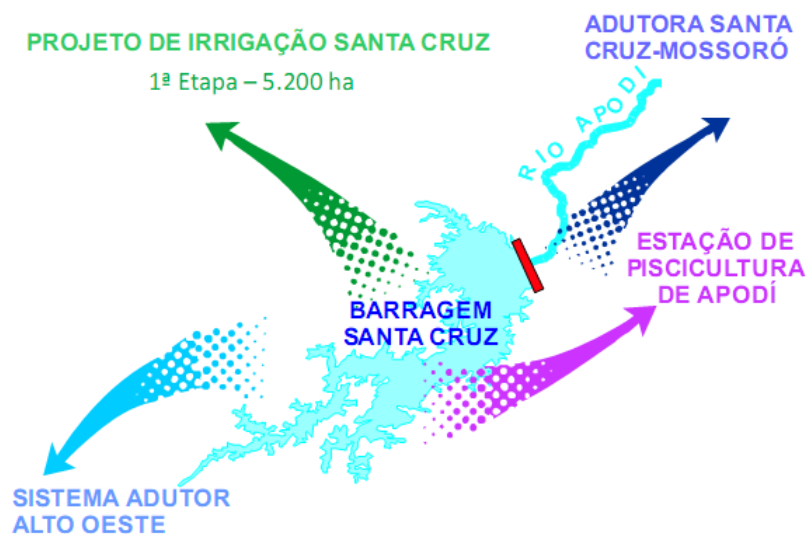 PROJETO DE IRRIGAÇÃO SANTA CRUZ
1ª Etapa – 5.200 ha
ADUTORA SANTA
CRUZ-MOSSORÓ
RIO APODÍ
ESTAÇÃO DE
PISCICULTURA
DE APODÍ
BARRAGEM
SANTA CRUZ
SISTEMA ADUTOR
ALTO OESTE